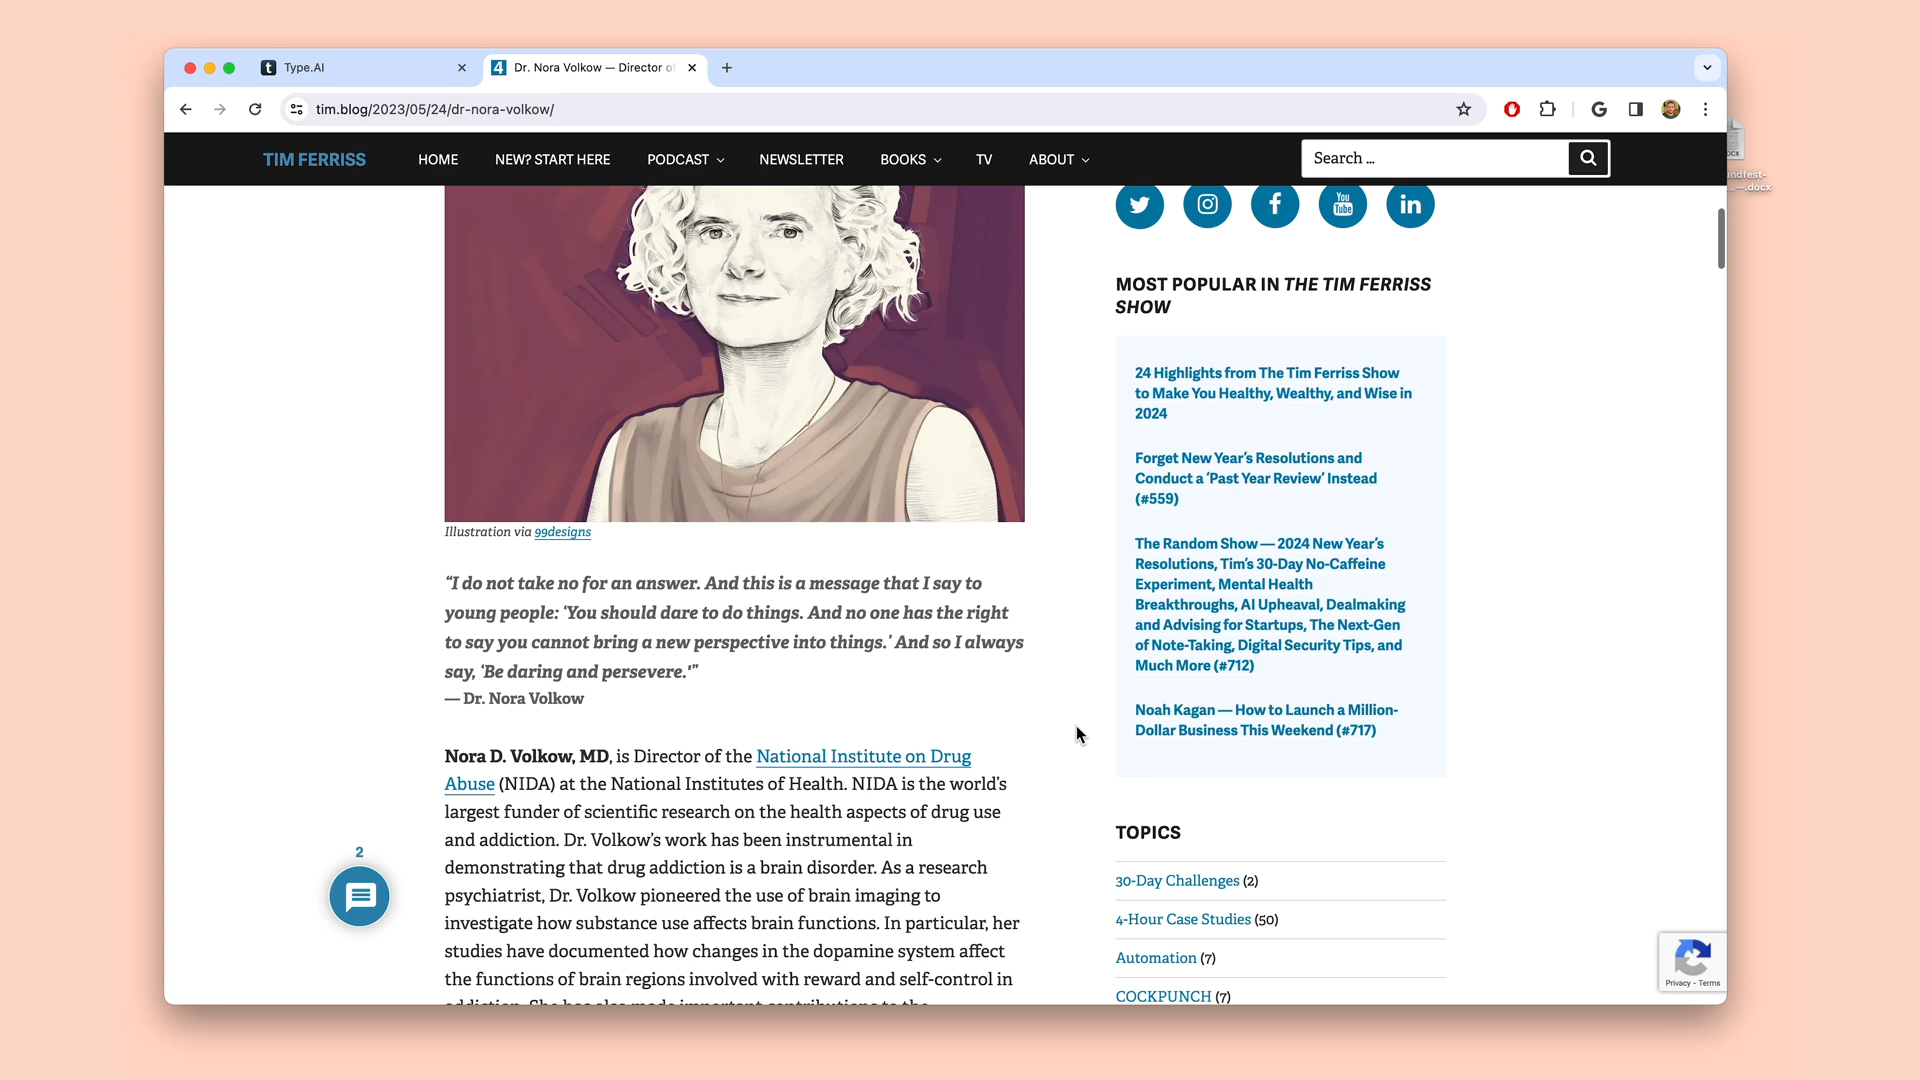 Type.AI
Dr. Nora Volkow — Director o
tim.blog/2023/05/24/dr-nora-volkow/
TIM FERRISS
HOME
NEW? START HERE
PODCAST
NEWSLETTER
BOOKS
TV
ABOUT
Search ...
ndfest-
...--.docx
Illustration via 99designs
“I do not take no for an answer. And this is a message that I say to
young people: ‘You should dare to do things. And no one has the right
to say you cannot bring a new perspective into things.’ And so I always
say, ‘Be daring and persevere.'”
— Dr. Nora Volkow
Nora D. Volkow, MD, is Director of the National Institute on Drug
Abuse (NIDA) at the National Institutes of Health. NIDA is the world’s
largest funder of scientific research on the health aspects of drug use
and addiction. Dr. Volkow’s work has been instrumental in
demonstrating that drug addiction is a brain disorder. As a research
psychiatrist, Dr. Volkow pioneered the use of brain imaging to
investigate how substance use affects brain functions. In particular, her
studies have documented how changes in the dopamine system affect
the functions of brain regions involved with reward and self-control in
addiction. She has also made important contributions to the
2
You
Tube
in
MOST POPULAR IN THE TIM FERRISS
SHOW
24 Highlights from The Tim Ferriss Show
to Make You Healthy, Wealthy, and Wise in
2024
Forget New Year’s Resolutions and
Conduct a ‘Past Year Review’ Instead
(#559)
The Random Show — 2024 New Year’s
Resolutions, Tim’s 30-Day No-Caffeine
Experiment, Mental Health
Breakthroughs, AI Upheaval, Dealmaking
and Advising for Startups, The Next-Gen
of Note-Taking, Digital Security Tips, and
Much More (#712)
Noah Kagan — How to Launch a Million-
Dollar Business This Weekend (#717)
TOPICS
30-Day Challenges (2)
4-Hour Case Studies (50)
Automation (7)
COCKPUNCH (7)
Privacy - Terms